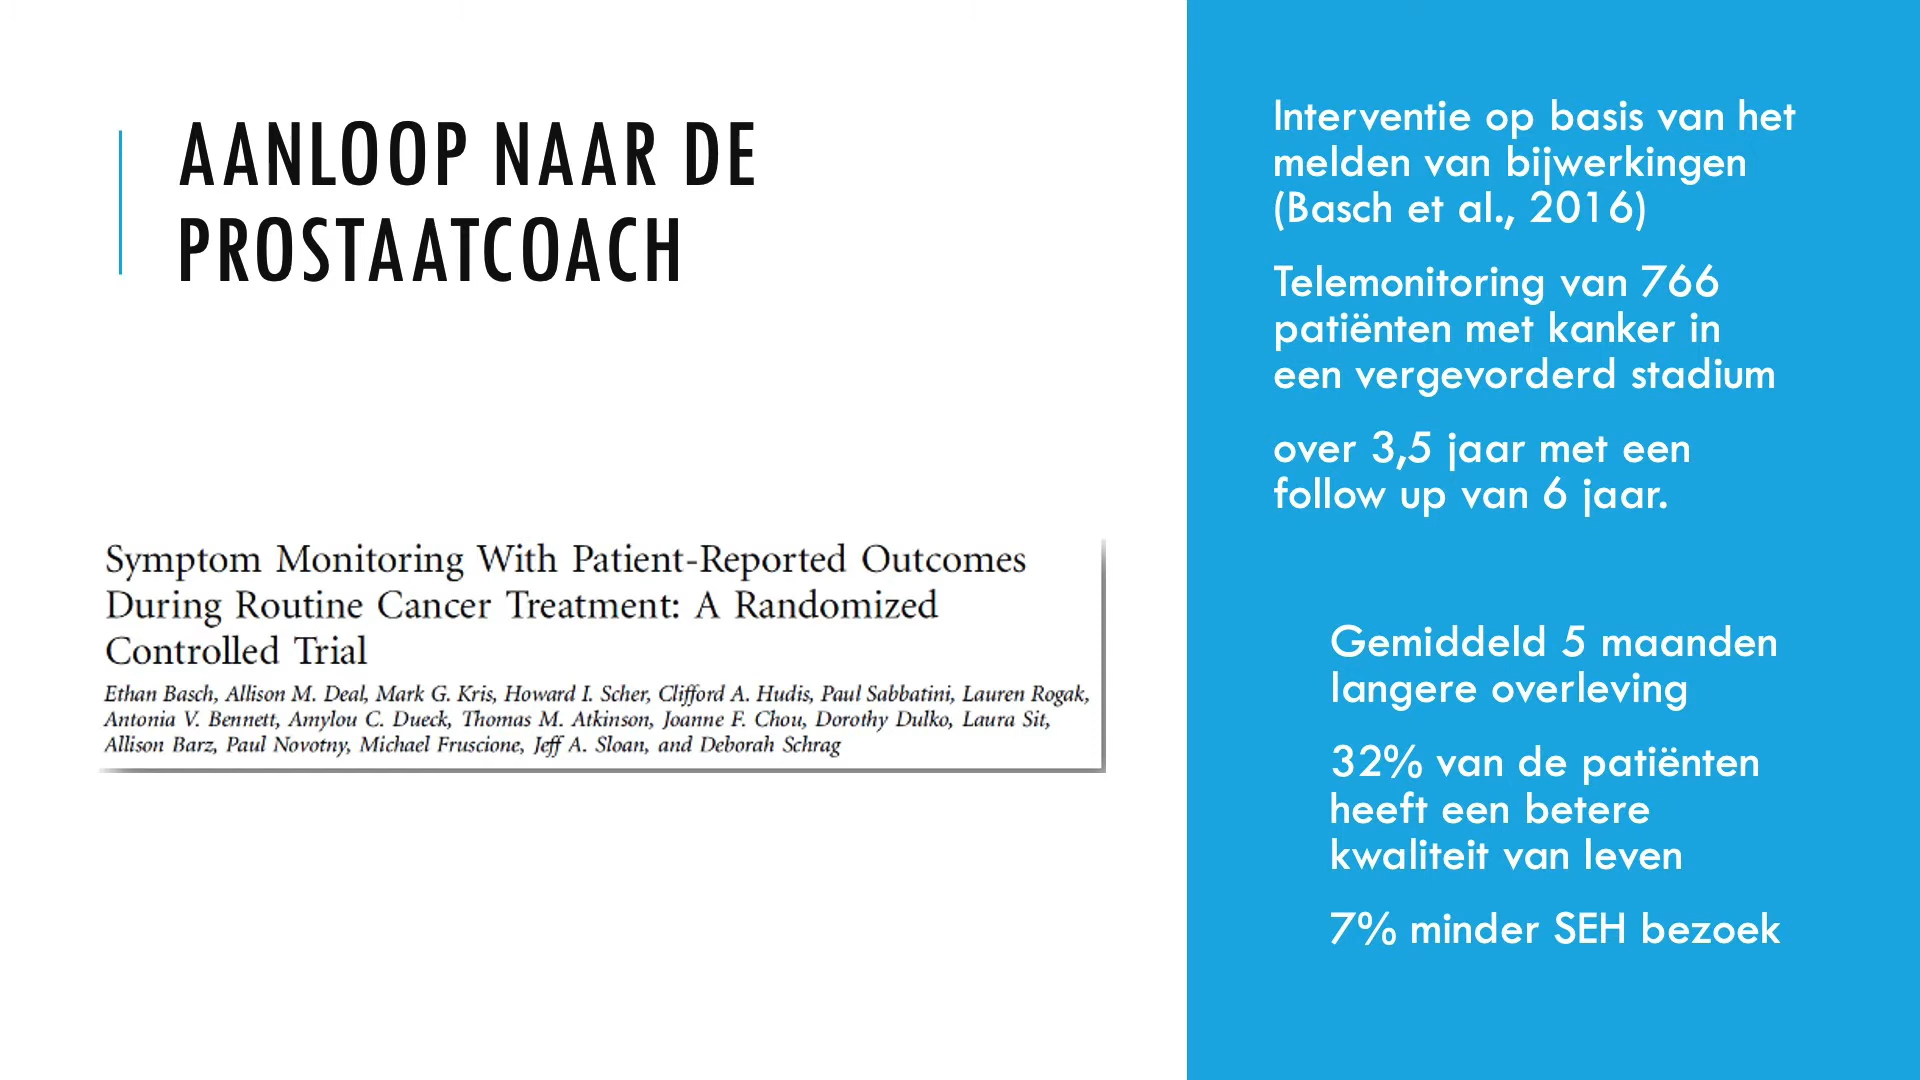 AANLOOP NAAR DE
PROSTAATCOACH
Symptom Monitoring With Patient-Reported Outcomes
During Routine Cancer Treatment: A Randomized
Controlled Trial
Ethan Basch, Allison M. Deal, Mark G. Kris, Howard I. Scher, Clifford A. Hudis, Paul Sabbatini, Lauren Rogak,
Antonia V. Bennett, Amylou C. Dueck, Thomas M. Atkinson, Joanne F. Chou, Dorothy Dulko, Laura Sit,
Allison Barz, Paul Novotny, Michael Fruscione, Jeff A. Sloan, and Deborah Schrag
Interventie op basis van het
melden van bijwerkingen
(Basch et al., 2016)
Telemonitoring van 766
patiënten met kanker in
een vergevorderd stadium
over 3,5 jaar met een
follow up van 6 jaar.
Gemiddeld 5 maanden
langere overleving
32% van de patiënten
heeft een betere
kwaliteit van leven
7% minder SEH bezoek